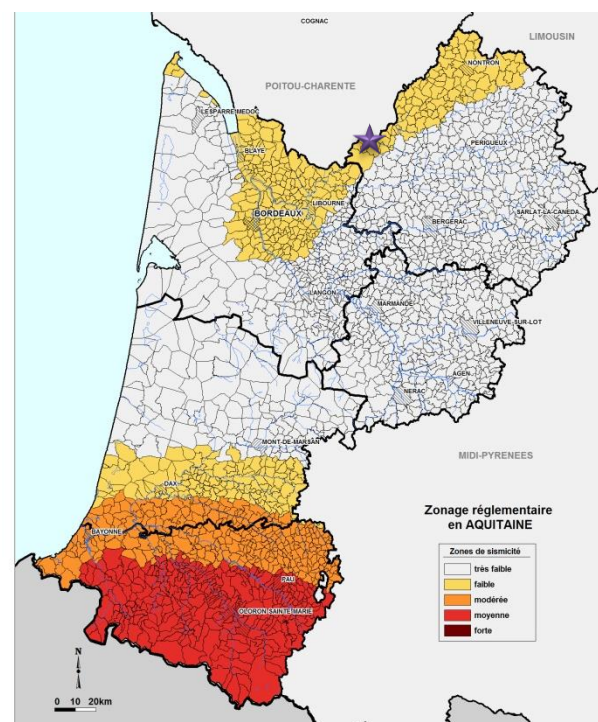 COGNAC
LIMOUSIN
NONTRON
POITOU-CHARENTE
LESPARRE-MEDOC
PERIGUEUX
BLAYE
LIBOURNE
BORDEAUX
BERGERAC
SARLAT-LA-CANEDA
LANGON
MARMANDE
VILLENEUVE-SUR-LOT
AGEN
NERAC
MONT-DE-MARSAN
MIDI-PYRENEES
DAX
Zonage réglementaire
en AQUITAINE
BAYONNE
Zones de sismicité
très faible
faible
modérée
moyenne
forte
PAU
OLORON-SAINTE-MARIE
N
0 10 20km